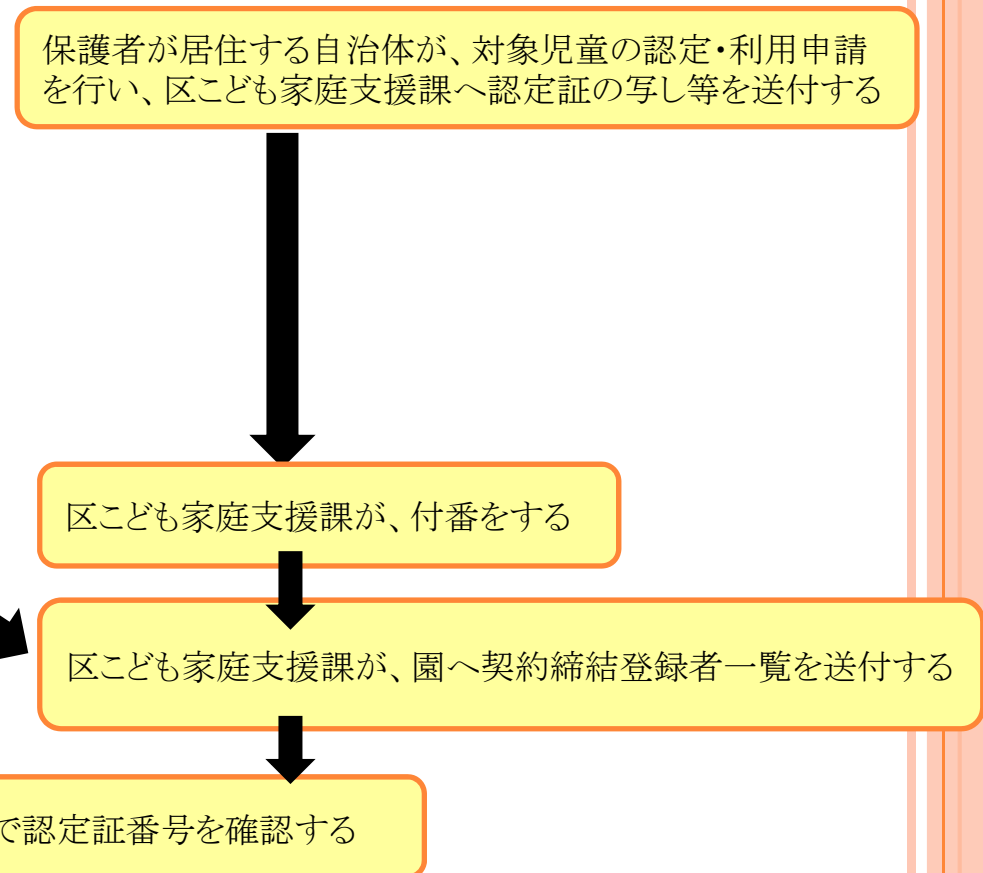 保護者が居住する自治体が、対象児童の認定・利用申請
を行い、区こども家庭支援課へ認定証の写し等を送付する
区こども家庭支援課が、付番をする
区こども家庭支援課が、園へ契約締結登録者一覧を送付する
で認定証番号を確認する